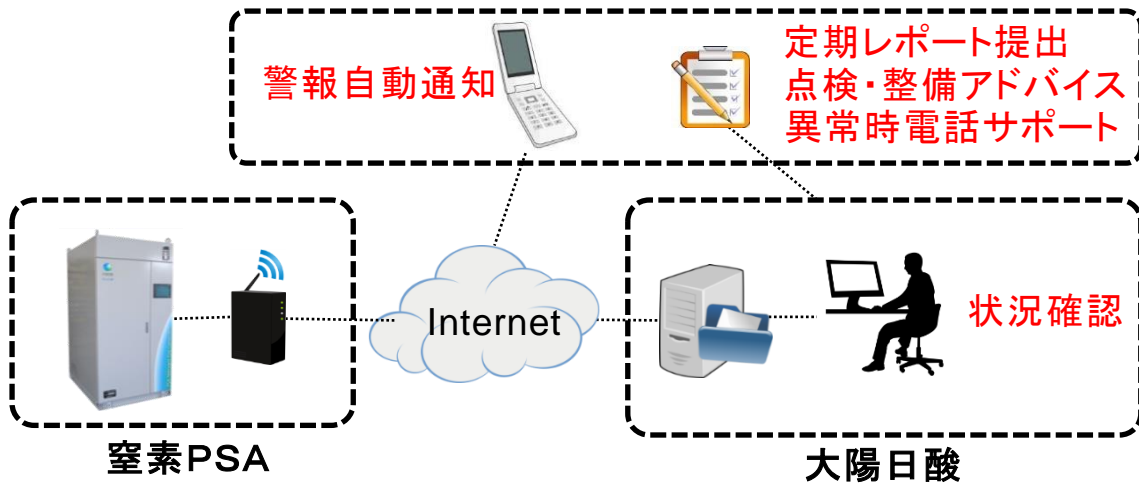 警報自動通知
定期レポート提出
点検・整備アドバイス
異常時電話サポート
Internet
状況確認
窒素PSA
大陽日酸